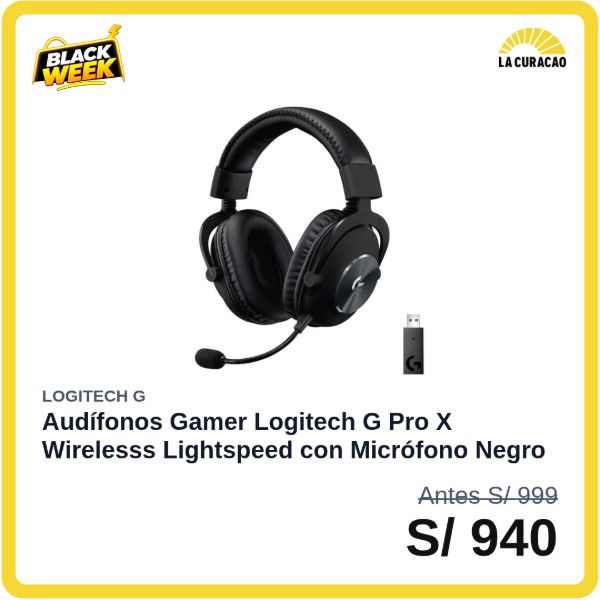 BLACK
WEEK
LA CURACAO
LOGITECH G
Audífonos Gamer Logitech G Pro X
Wirelesss Lightspeed con Micrófono Negro
Antes S/ 999
S/ 940